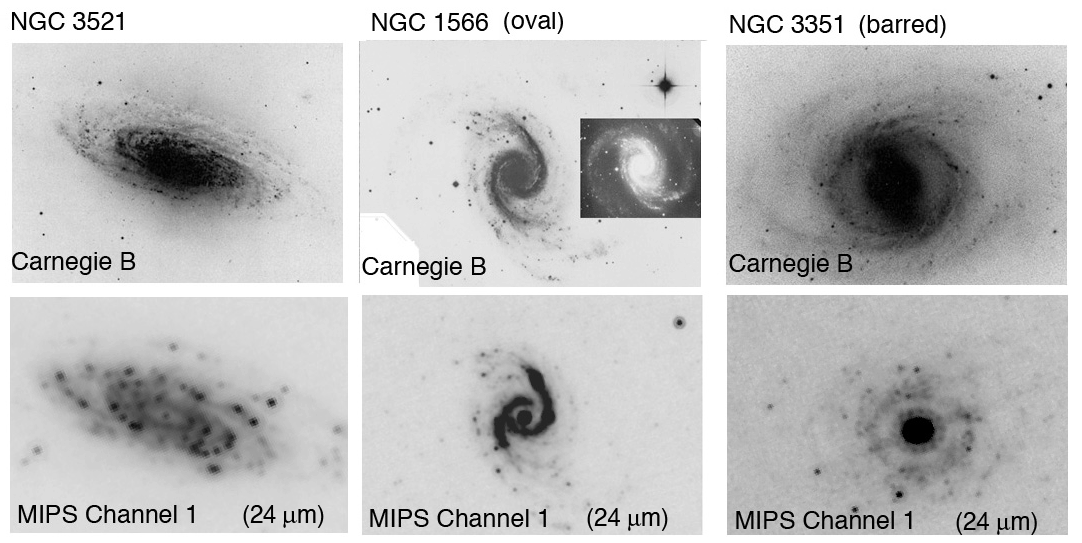 NGC 3521
NGC 1566 (oval)
NGC 3351 (barred)
Carnegie B
Carnegie B
Carnegie B
MIPS Channel 1 (24 μm)
MIPS Channel 1 (24 μm)
MIPS Channel 1 (24 μm)